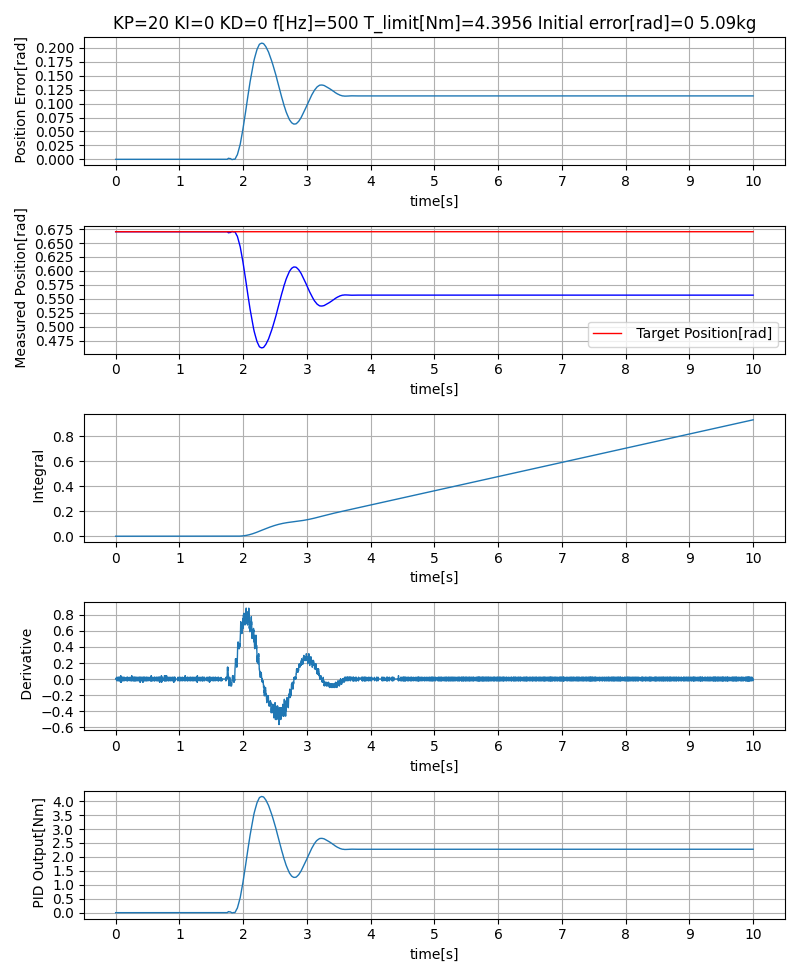 KP=20 KI=0 KD=0 f[Hz]=500 T_limit[Nm]=4.3956 Initial error[rad]=0 5.09kg
Position Error[rad]
0.200
0.175
0.150
0.125
0.100
0.075
0.050
0.025
0.000
0 1 2 3 4 5 6 7 8 9 10
time[s]
Measured Position[rad]
0.675
0.650
0.625
0.600
0.575
0.550
0.525
0.500
0.475
Target Position[rad]
0 1 2 3 4 5 6 7 8 9 10
time[s]
Integral
0.8
0.6
0.4
0.2
0.0
0 1 2 3 4 5 6 7 8 9 10
time[s]
Derivative
0.8
0.6
0.4
0.2
0.0
−0.2
−0.4
−0.6
0 1 2 3 4 5 6 7 8 9 10
time[s]
PID Output[Nm]
4.0
3.5
3.0
2.5
2.0
1.5
1.0
0.5
0.0
0 1 2 3 4 5 6 7 8 9 10
time[s]